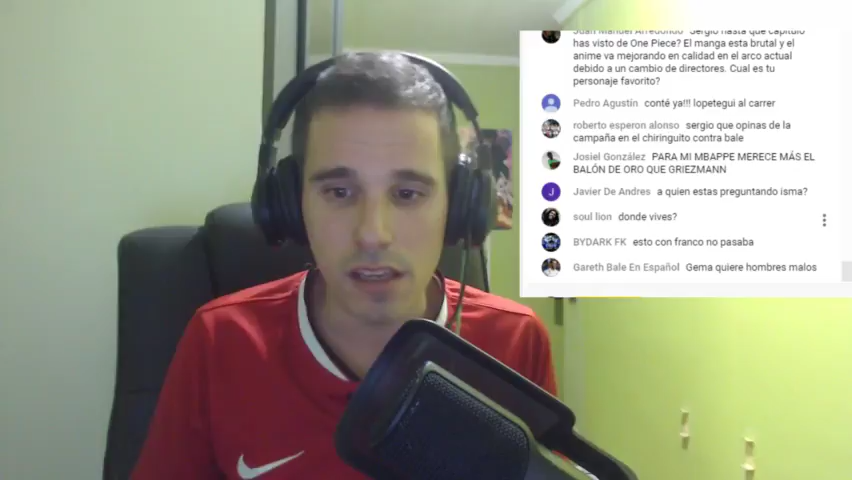 Juan Manuel Arredondo Sergio hasta que capitulo
has visto de One Piece? El manga esta brutal y el
anime va mejorando en calidad en el arco actual
debido a un cambio de directores. Cual es tu
personaje favorito?
Pedro Agustín conté ya!!! lopetegui al carrer
roberto esperon alonso sergio que opinas de la
campaña en el chiringuito contra bale
Josiel González PARA MI MBAPPE MERECE MÁS EL
BALÓN DE ORO QUE GRIEZMANN
J Javier De Andres a quien estas preguntando isma?
soul lion donde vives?
BYDARK FK esto con franco no pasaba
Gareth Bale En Español Gema quiere hombres malos